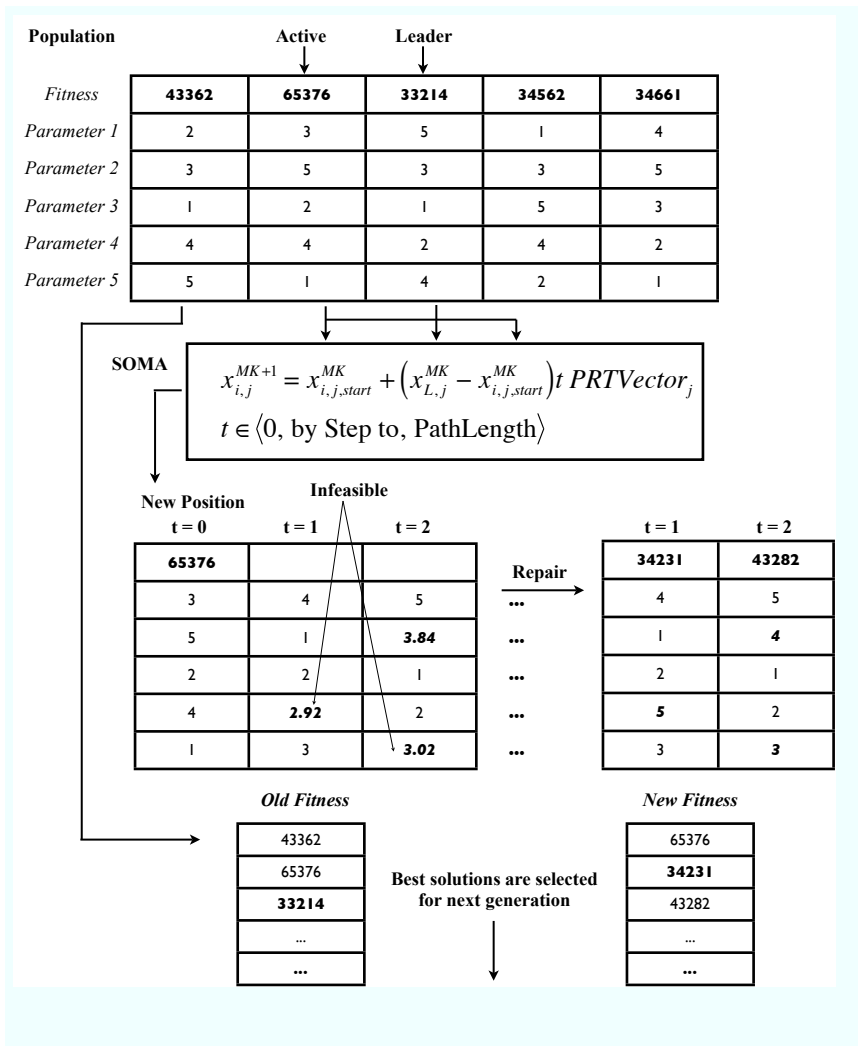 Population Active Leader
Fitness 43362 65376 33214 34562 34661
Parameter 1 2 3 5 1 4
Parameter 2 3 5 3 3 5
Parameter 3 1 2 1 5 3
Parameter 4 4 4 2 4 2
Parameter 5 5 1 4 2 1
SOMA
x_{i,j}^{MK+1} = x_{i,j,start}^{MK} + (x_{L,j}^{MK} − x_{i,j,start}^{MK}) t PRTVector_j
t ∈ ⟨0, by Step to, PathLength⟩
Infeasible
New Position
t = 0 t = 1 t = 2 t = 1 t = 2
65376 Repair 34231 43282
3 4 5 ... 4 5
5 1 3.84 ... 1 4
2 2 1 ... 2 1
4 2.92 2 ... 5 2
1 3 3.02 ... 3 3
Old Fitness New Fitness
43362 65376
65376 Best solutions are selected 34231
33214 for next generation 43282
... ...
... ...